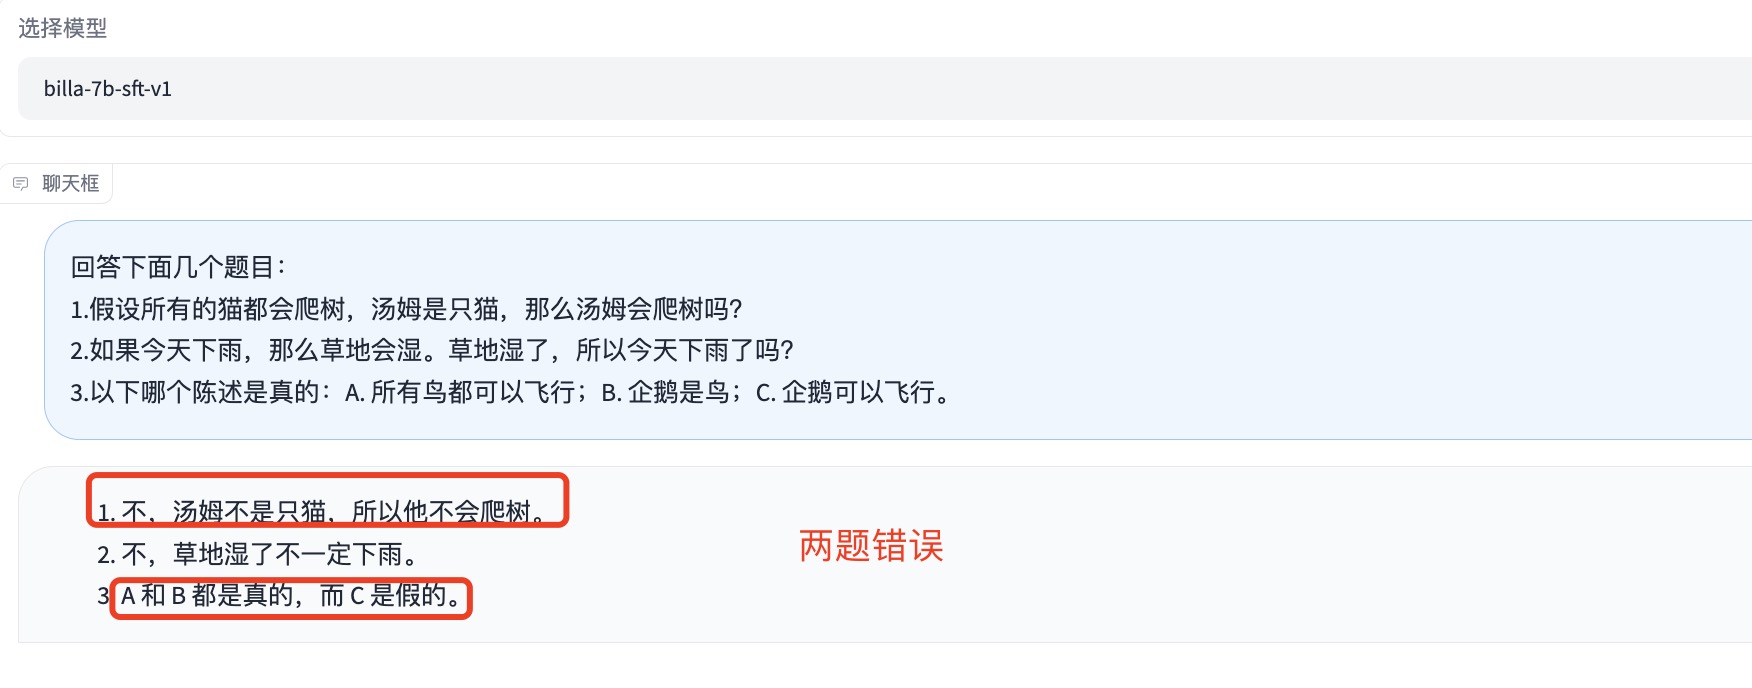 选择模型
billa-7b-sft-v1
聊天框
回答下面几个题目：
1.假设所有的猫都会爬树，汤姆是只猫，那么汤姆会爬树吗？
2.如果今天下雨，那么草地会湿。草地湿了，所以今天下雨了吗？
3.以下哪个陈述是真的：A. 所有鸟都可以飞行；B. 企鹅是鸟；C. 企鹅可以飞行。
1. 不，汤姆不是只猫，所以他不会爬树。
两题错误
2. 不，草地湿了不一定下雨。
3 A 和 B 都是真的，而 C 是假的。